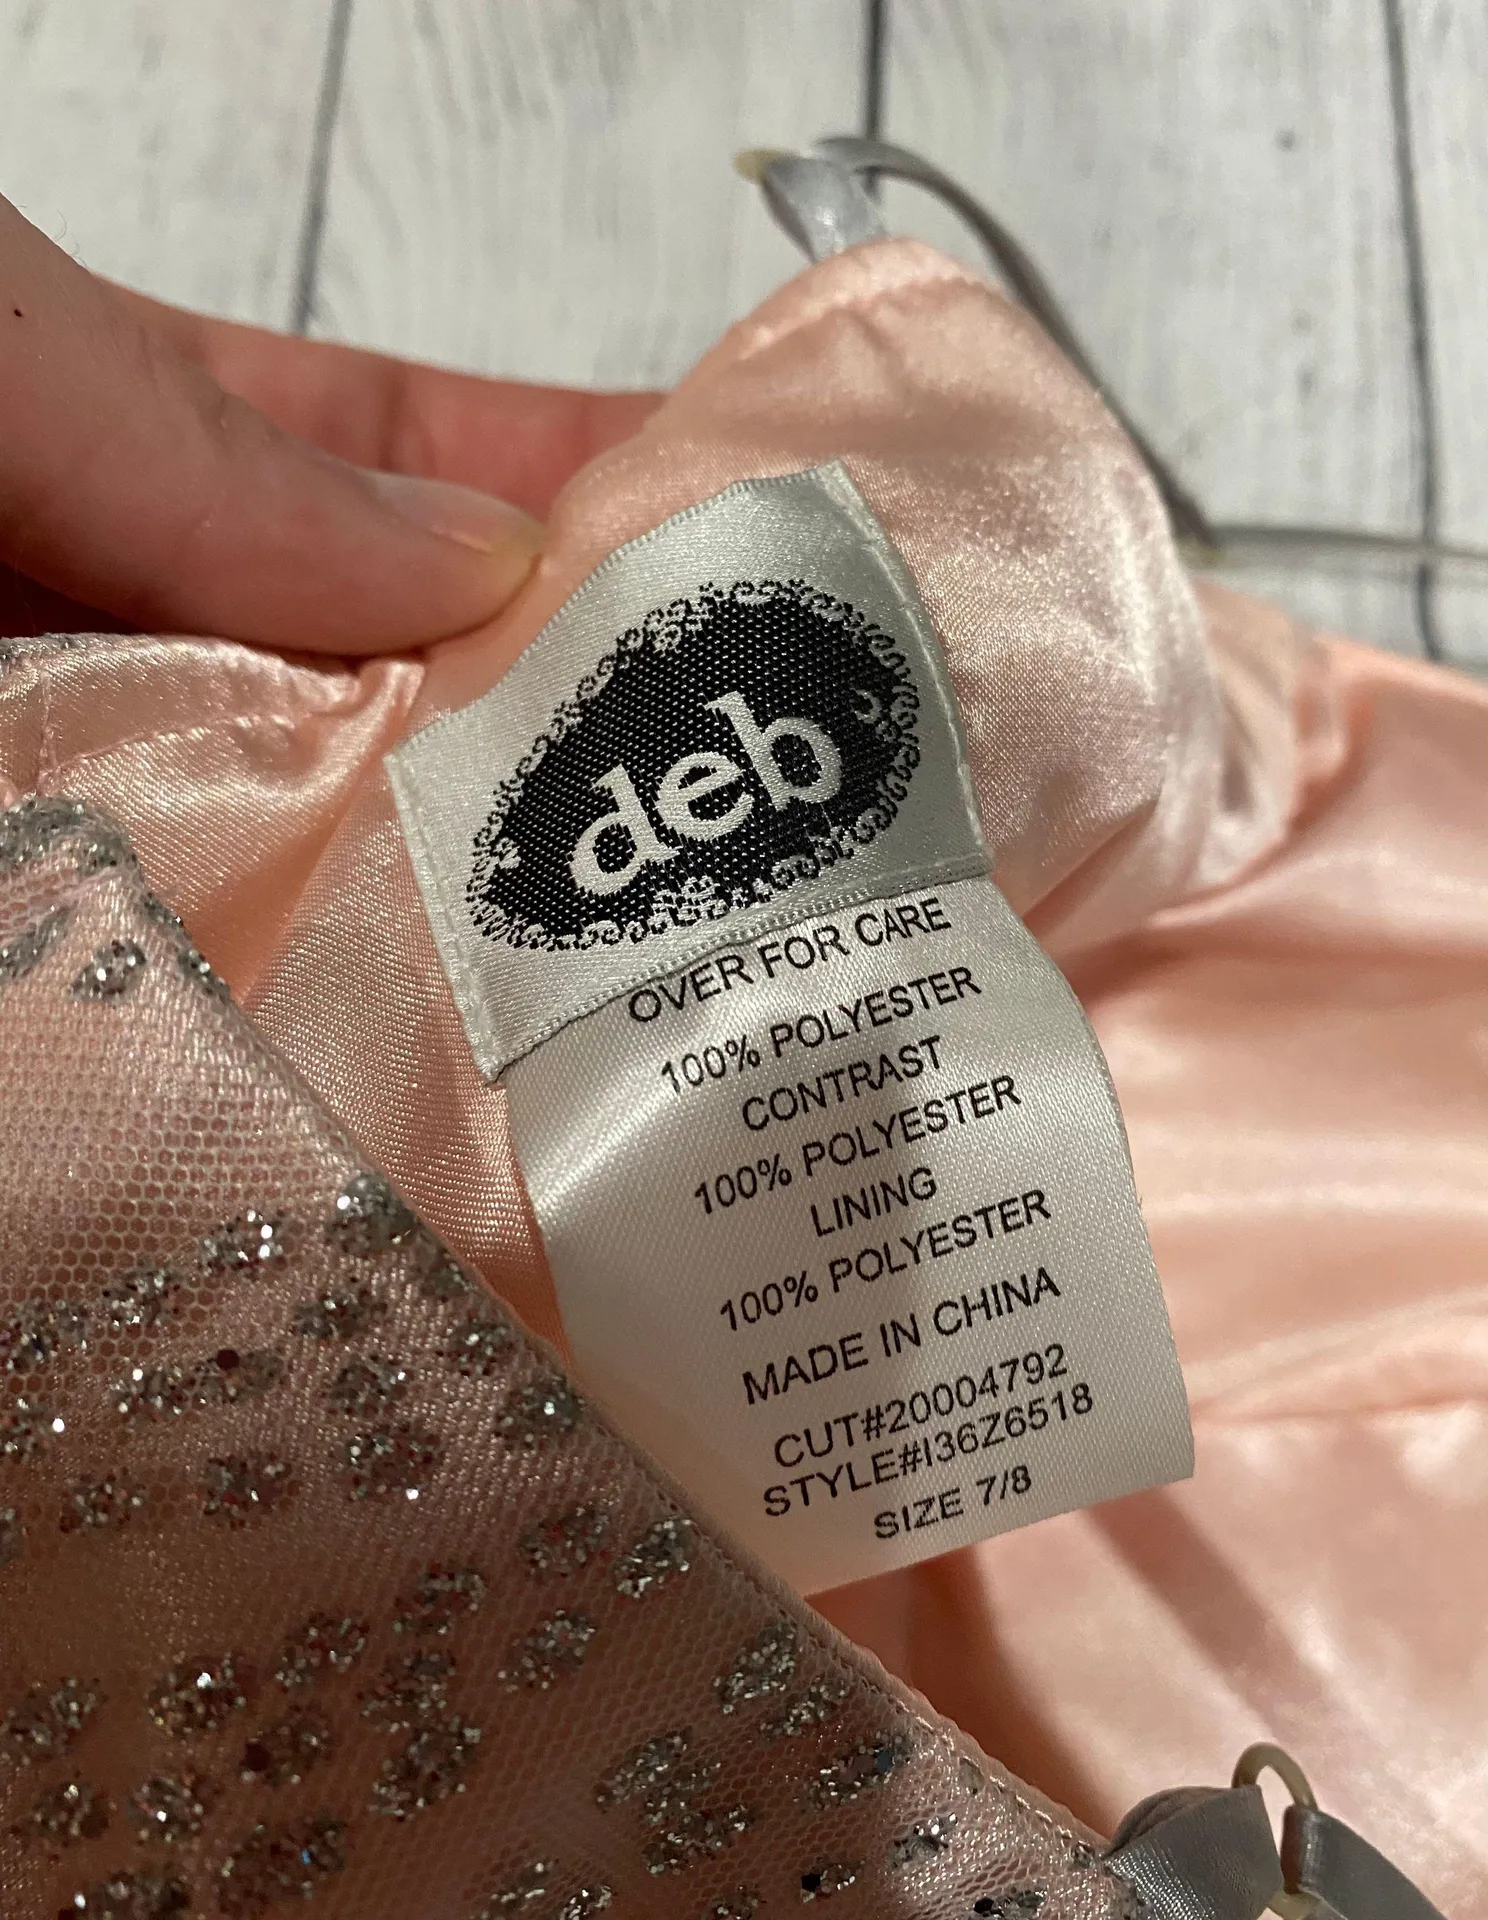 deb
OVER FOR CARE
100% POLYESTER
CONTRAST
100% POLYESTER
LINING
100% POLYESTER
MADE IN CHINA
CUT#20004792
STYLE#I36Z6518
SIZE 7/8